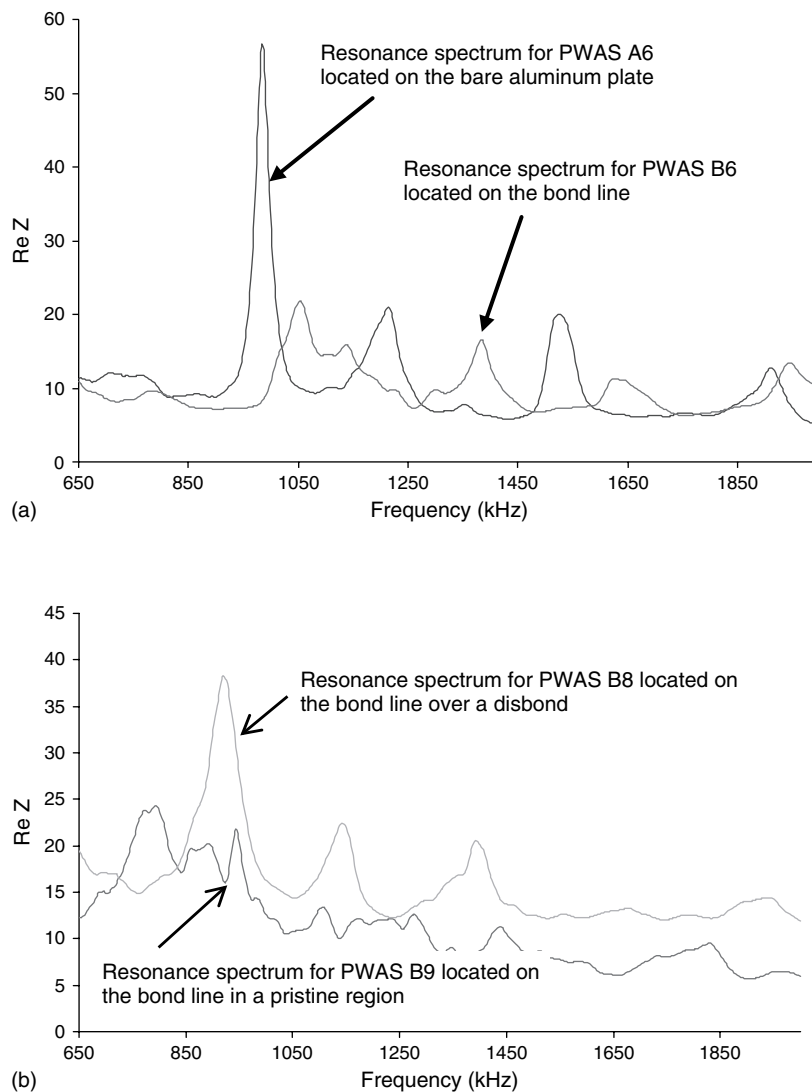 60
Resonance spectrum for PWAS A6
located on the bare aluminum plate
50
Resonance spectrum for PWAS B6
located on the bond line
40
Re Z
30
20
10
0
650 850 1050 1250 1450 1650 1850
(a)
Frequency (kHz)
45
40
Resonance spectrum for PWAS B8 located on
the bond line over a disbond
35
30
Re Z
25
20
15
10
Resonance spectrum for PWAS B9 located on
the bond line in a pristine region
5
0
650 850 1050 1250 1450 1650 1850
(b)
Frequency (kHz)